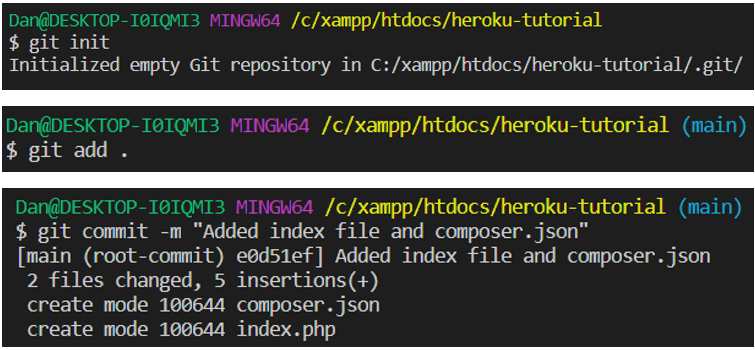 Dan@DESKTOP-I0IQMI3 MINGW64 /c/xampp/htdocs/heroku-tutorial
$ git init
Initialized empty Git repository in C:/xampp/htdocs/heroku-tutorial/.git/
Dan@DESKTOP-I0IQMI3 MINGW64 /c/xampp/htdocs/heroku-tutorial (main)
$ git add .
Dan@DESKTOP-I0IQMI3 MINGW64 /c/xampp/htdocs/heroku-tutorial (main)
$ git commit -m "Added index file and composer.json"
[main (root-commit) e0d51ef] Added index file and composer.json
2 files changed, 5 insertions(+)
create mode 100644 composer.json
create mode 100644 index.php